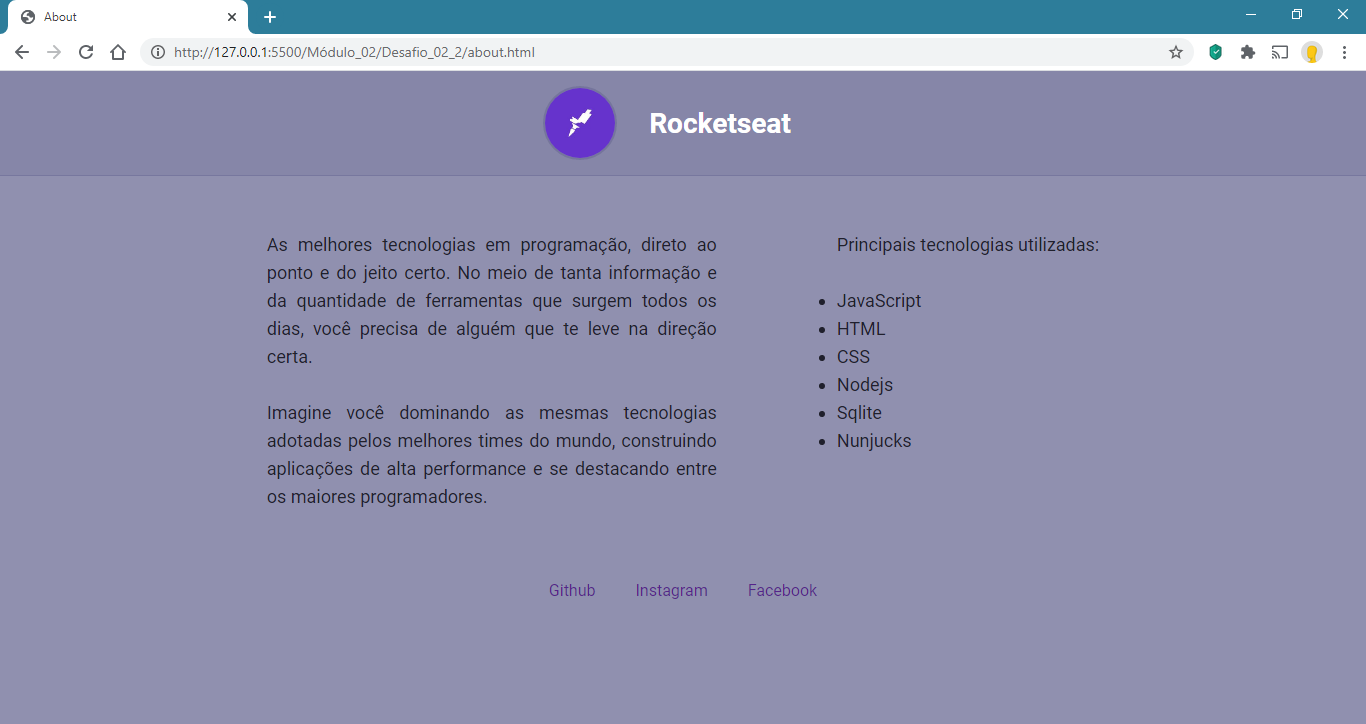 About
http://127.0.0.1:5500/Módulo_02/Desafio_02_2/about.html
Rocketseat
As melhores tecnologias em programação, direto ao
ponto e do jeito certo. No meio de tanta informação e
da quantidade de ferramentas que surgem todos os
dias, você precisa de alguém que te leve na direção
certa.
Imagine você dominando as mesmas tecnologias
adotadas pelos melhores times do mundo, construindo
aplicações de alta performance e se destacando entre
os maiores programadores.
Principais tecnologias utilizadas:
JavaScript
HTML
CSS
Nodejs
Sqlite
Nunjucks
Github
Instagram
Facebook